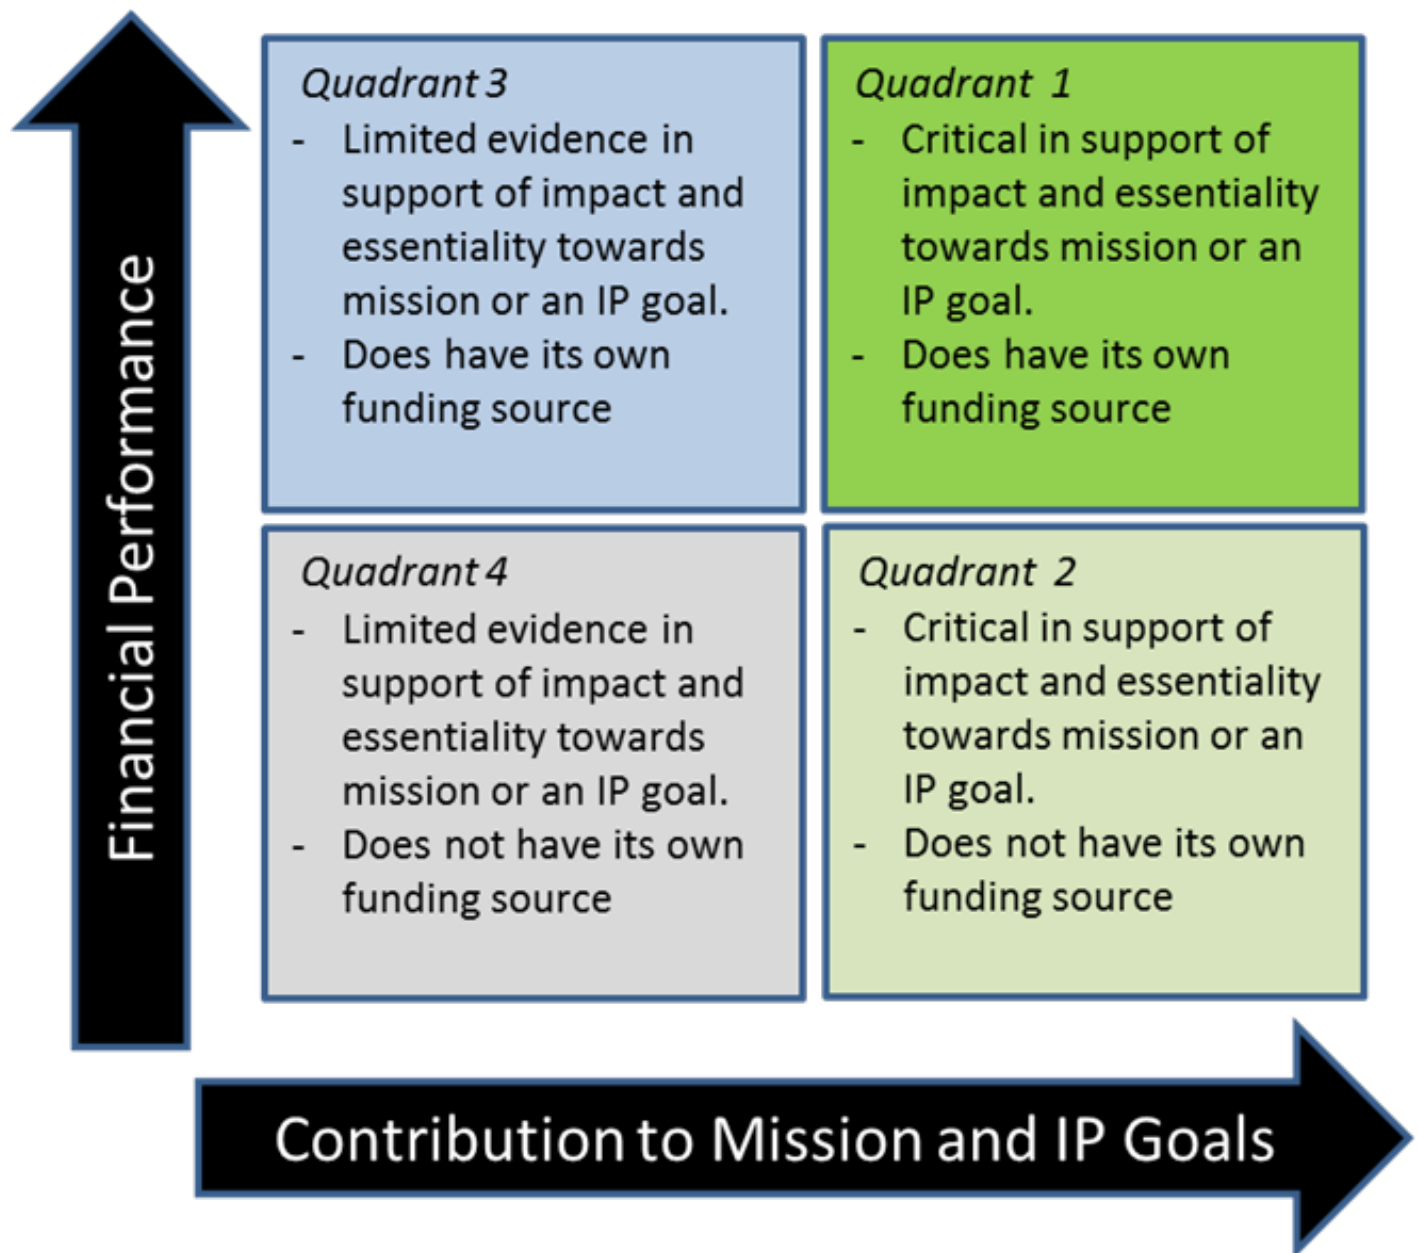 Financial Performance
Quadrant 3
- Limited evidence in
support of impact and
essentiality towards
mission or an IP goal.
- Does have its own
funding source
Quadrant 1
- Critical in support of
impact and essentiality
towards mission or an
IP goal.
- Does have its own
funding source
Quadrant 4
- Limited evidence in
support of impact and
essentiality towards
mission or an IP goal.
- Does not have its own
funding source
Quadrant 2
- Critical in support of
impact and essentiality
towards mission or an
IP goal.
- Does not have its own
funding source
Contribution to Mission and IP Goals